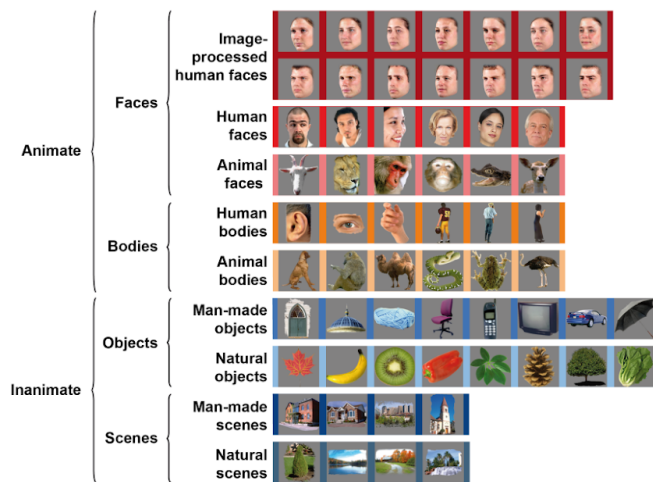 Image-
processed
human faces
Faces
Human
faces
Animate
Animal
faces
Human
bodies
Bodies
Animal
bodies
Man-made
objects
Objects
Natural
objects
Inanimate
Man-made
scenes
Scenes
Natural
scenes